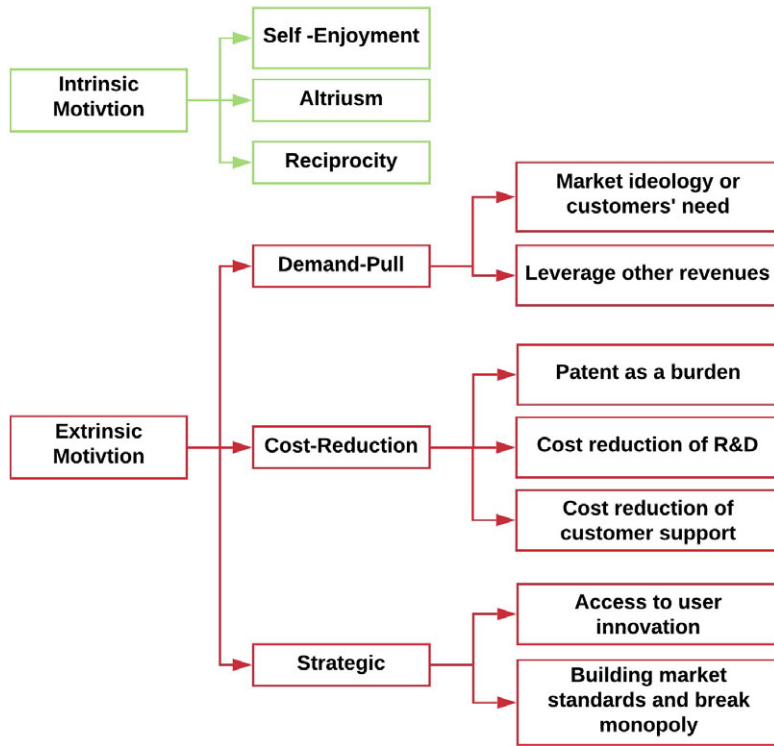 Self -Enjoyment
Intrinsic
Motivtion
Altriusm
Reciprocity
Market ideology or
customers' need
Demand-Pull
Leverage other revenues
Patent as a burden
Extrinsic
Motivtion
Cost-Reduction
Cost reduction of R&D
Cost reduction of
customer support
Access to user
innovation
Strategic
Building market
standards and break
monopoly